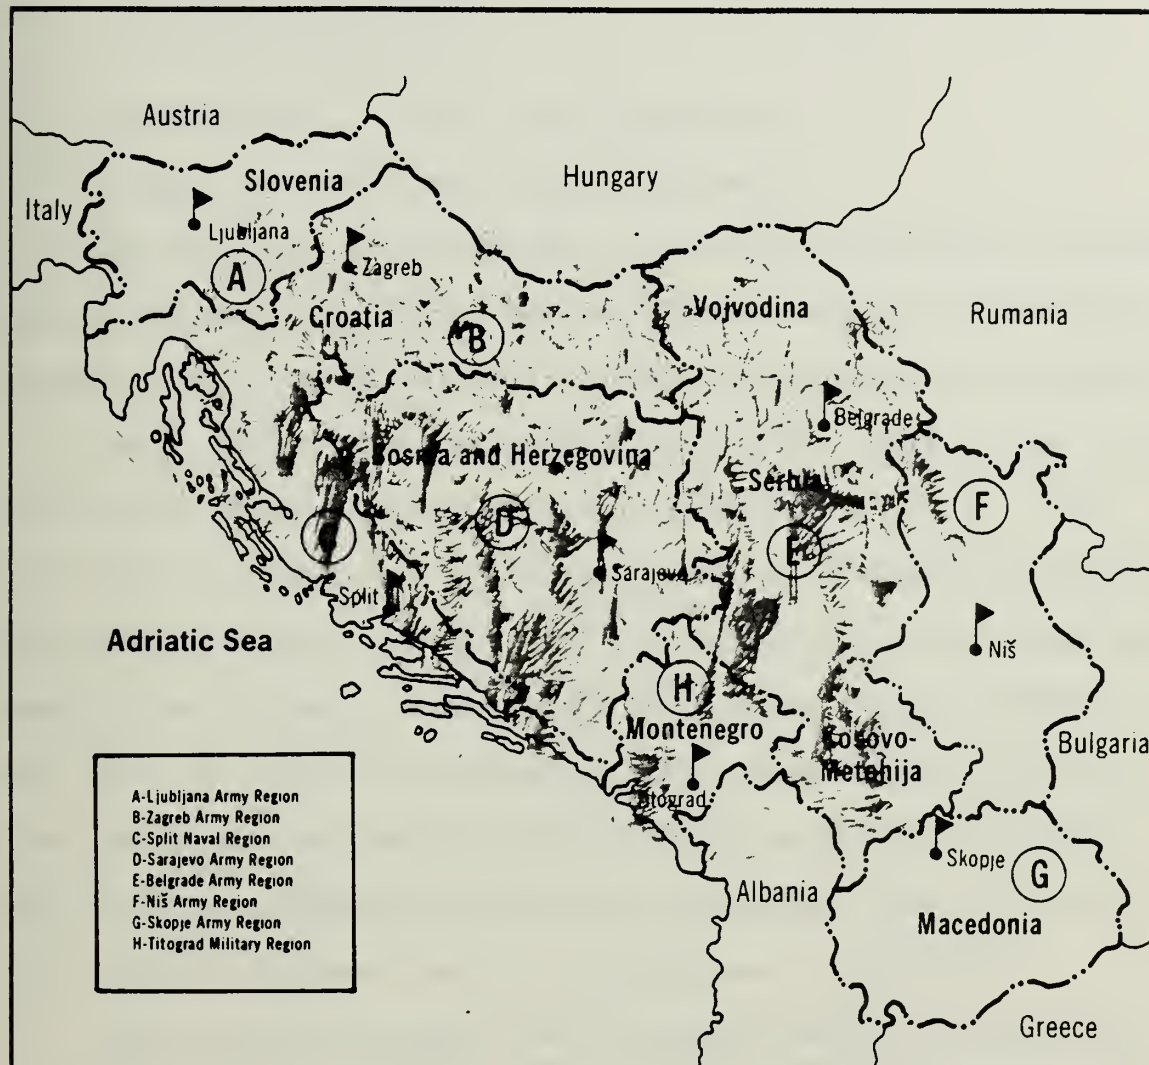 Austria
Slovenia
Hungary
Italy
Ljubljana
Zagreb
A
Croatia
B
Vojvodina
Rumania
Belgrade
Bosnia and Herzegovina
Serbia
F
D
E
Sarajevo
Split
Adriatic Sea
Niš
H
Montenegro
Kosovo-
Metohija
Bulgaria
Titograd
Skopje
G
Albania
Macedonia
Greece
A-Ljubljana Army Region
B-Zagreb Army Region
C-Split Naval Region
D-Sarajevo Army Region
E-Belgrade Army Region
F-Niš Army Region
G-Skopje Army Region
H-Titograd Military Region